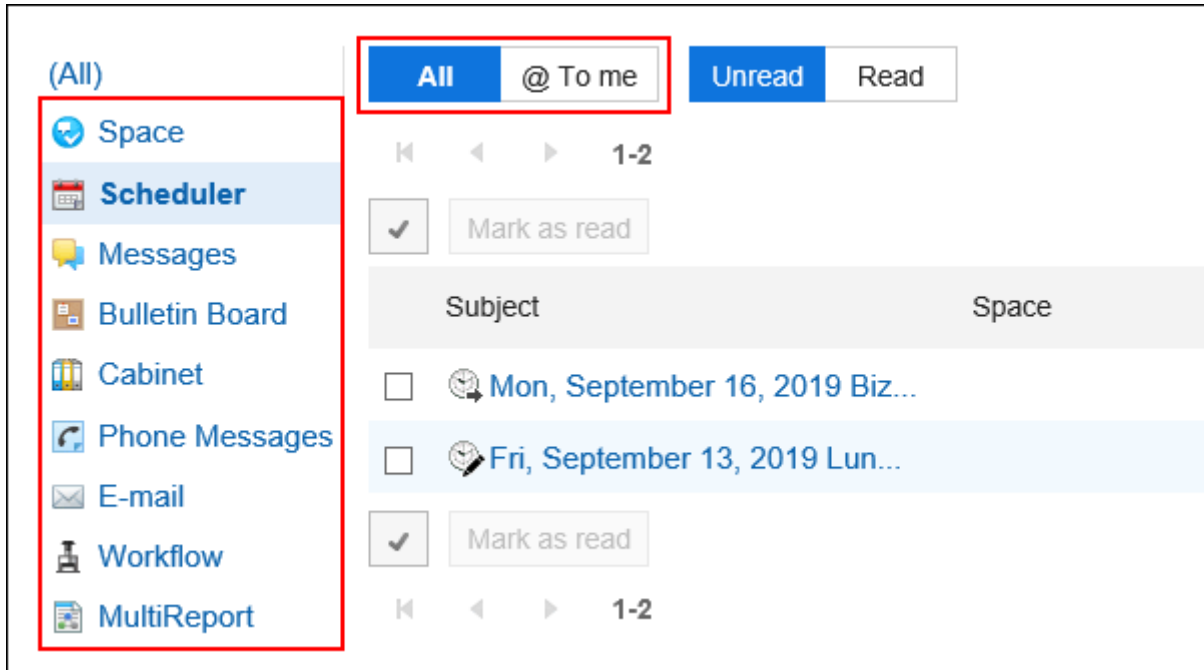 (All)
Space
Scheduler
Messages
Bulletin Board
Cabinet
Phone Messages
E-mail
Workflow
MultiReport
All @ To me Unread Read
1-2
Mark as read
Subject Space
Mon, September 16, 2019 Biz...
Fri, September 13, 2019 Lun...
Mark as read
1-2